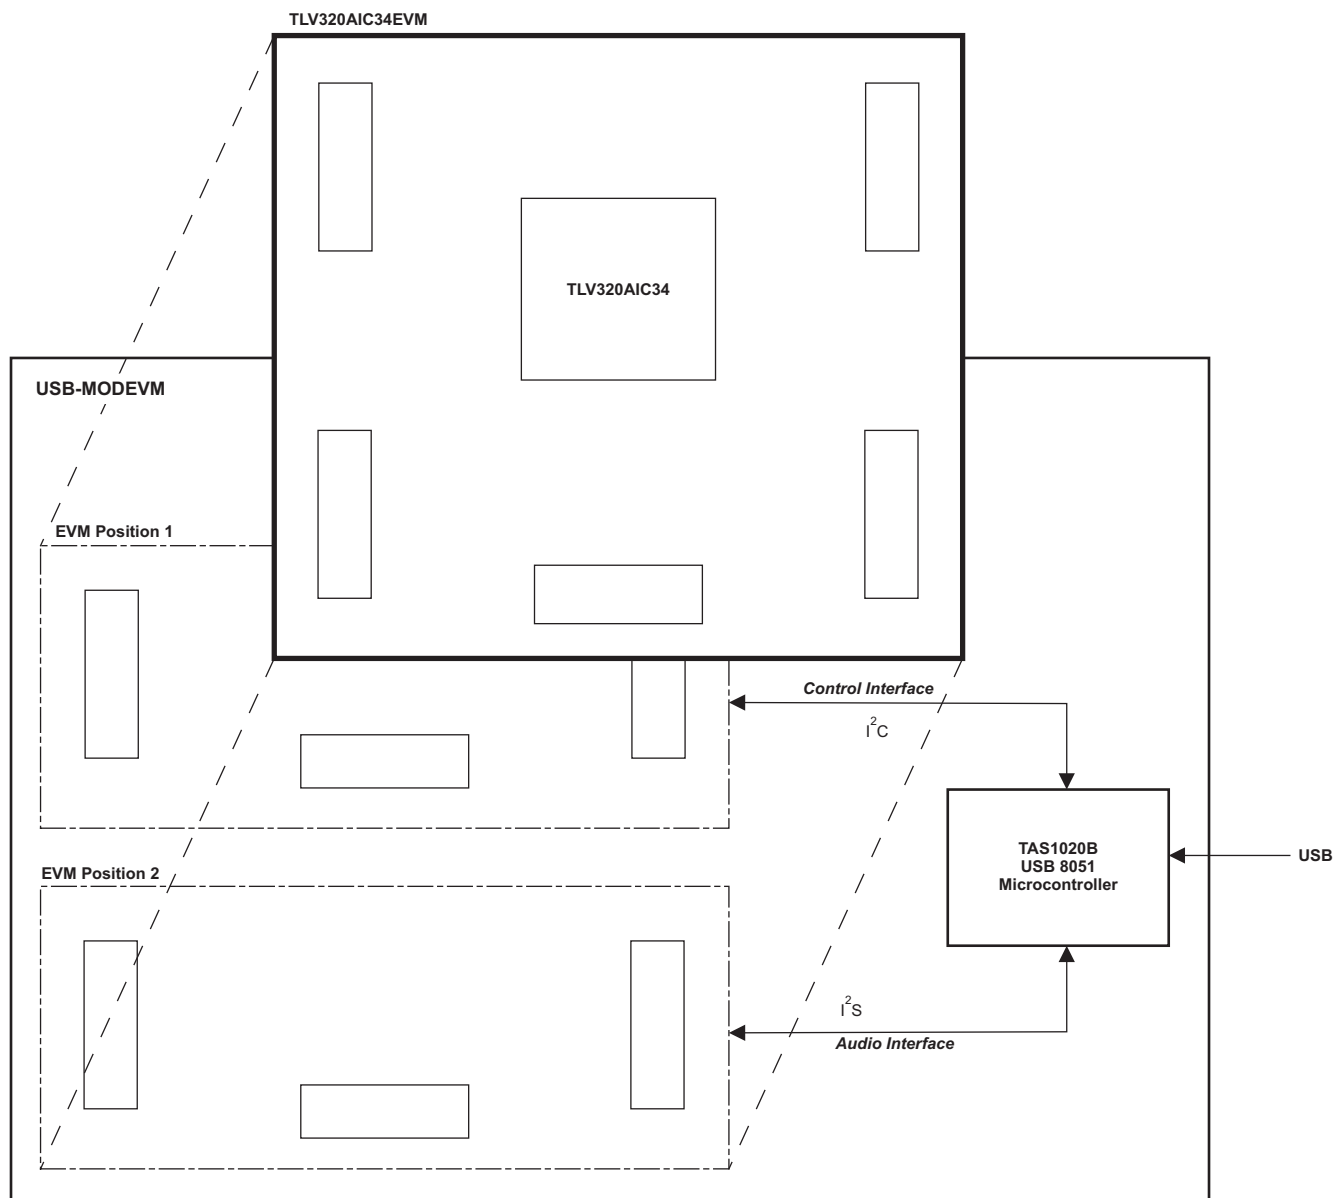 TLV320AIC34EVM
TLV320AIC34
USB-MODEVM
EVM Position 1
Control Interface
I²C
TAS1020B
USB 8051
Microcontroller
USB
EVM Position 2
I²S
Audio Interface